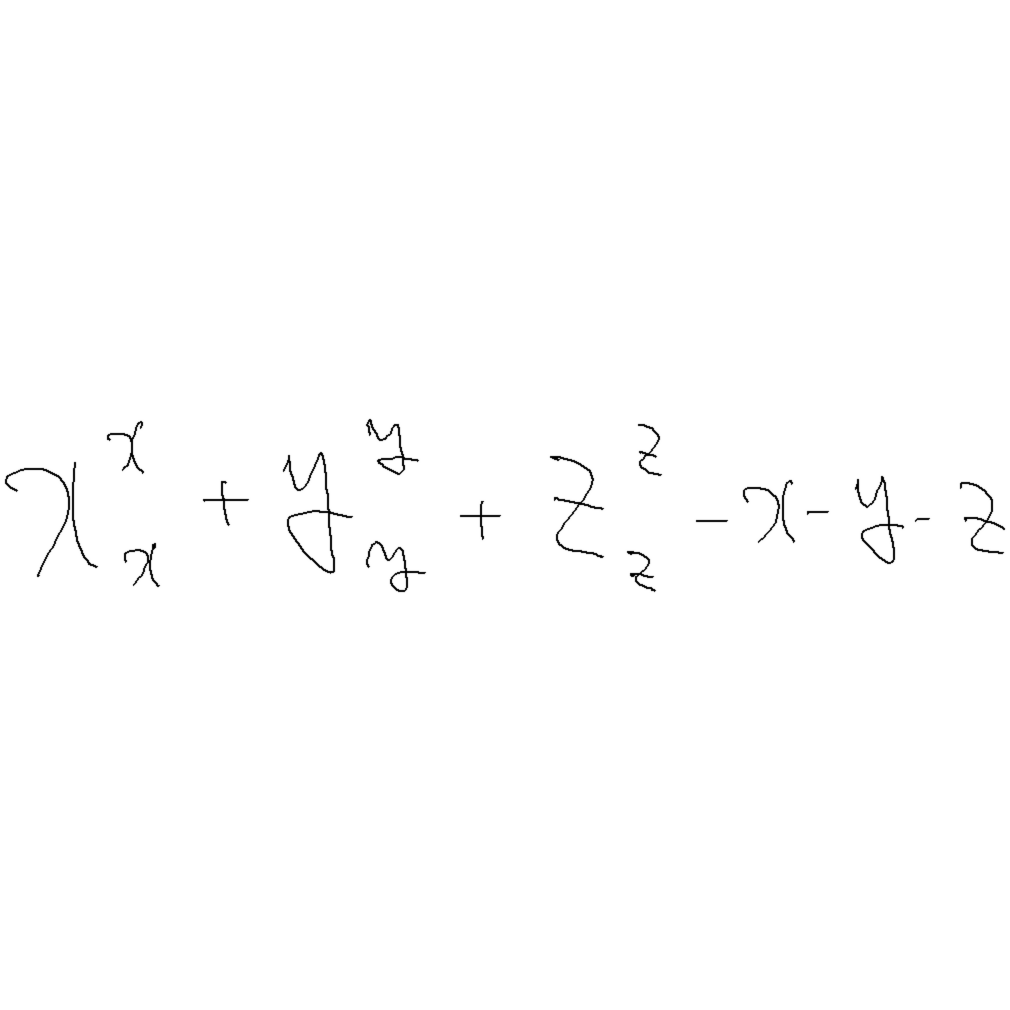 $x_x^x + y_y^y + z_z^z - x - y - z$